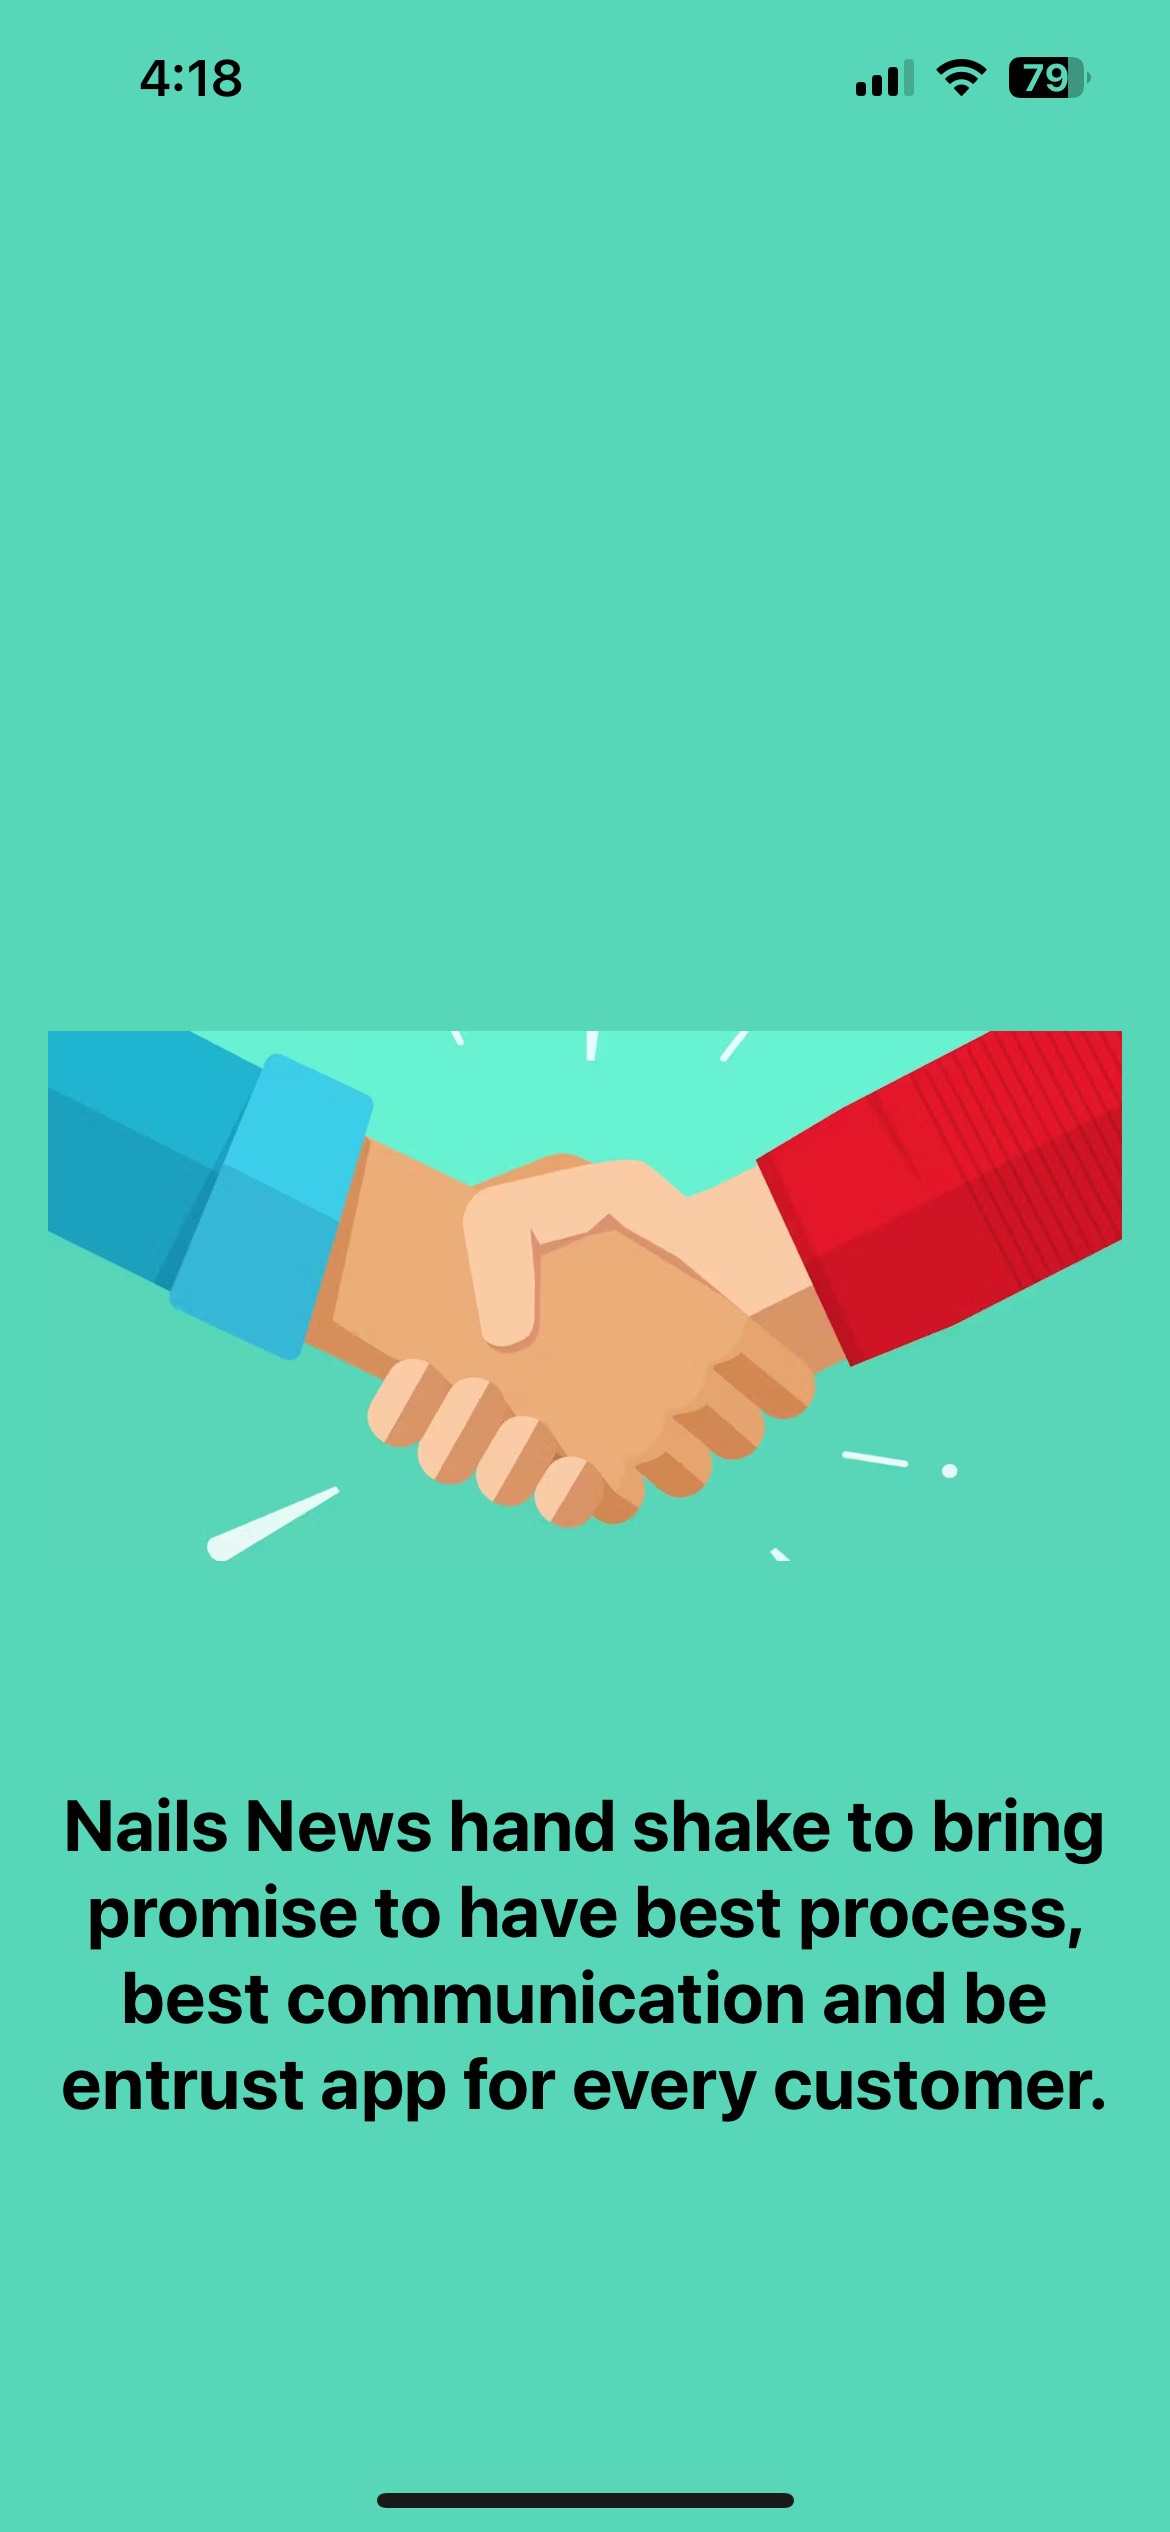 4:18
79
Nails News hand shake to bring
promise to have best process,
best communication and be
entrust app for every customer.